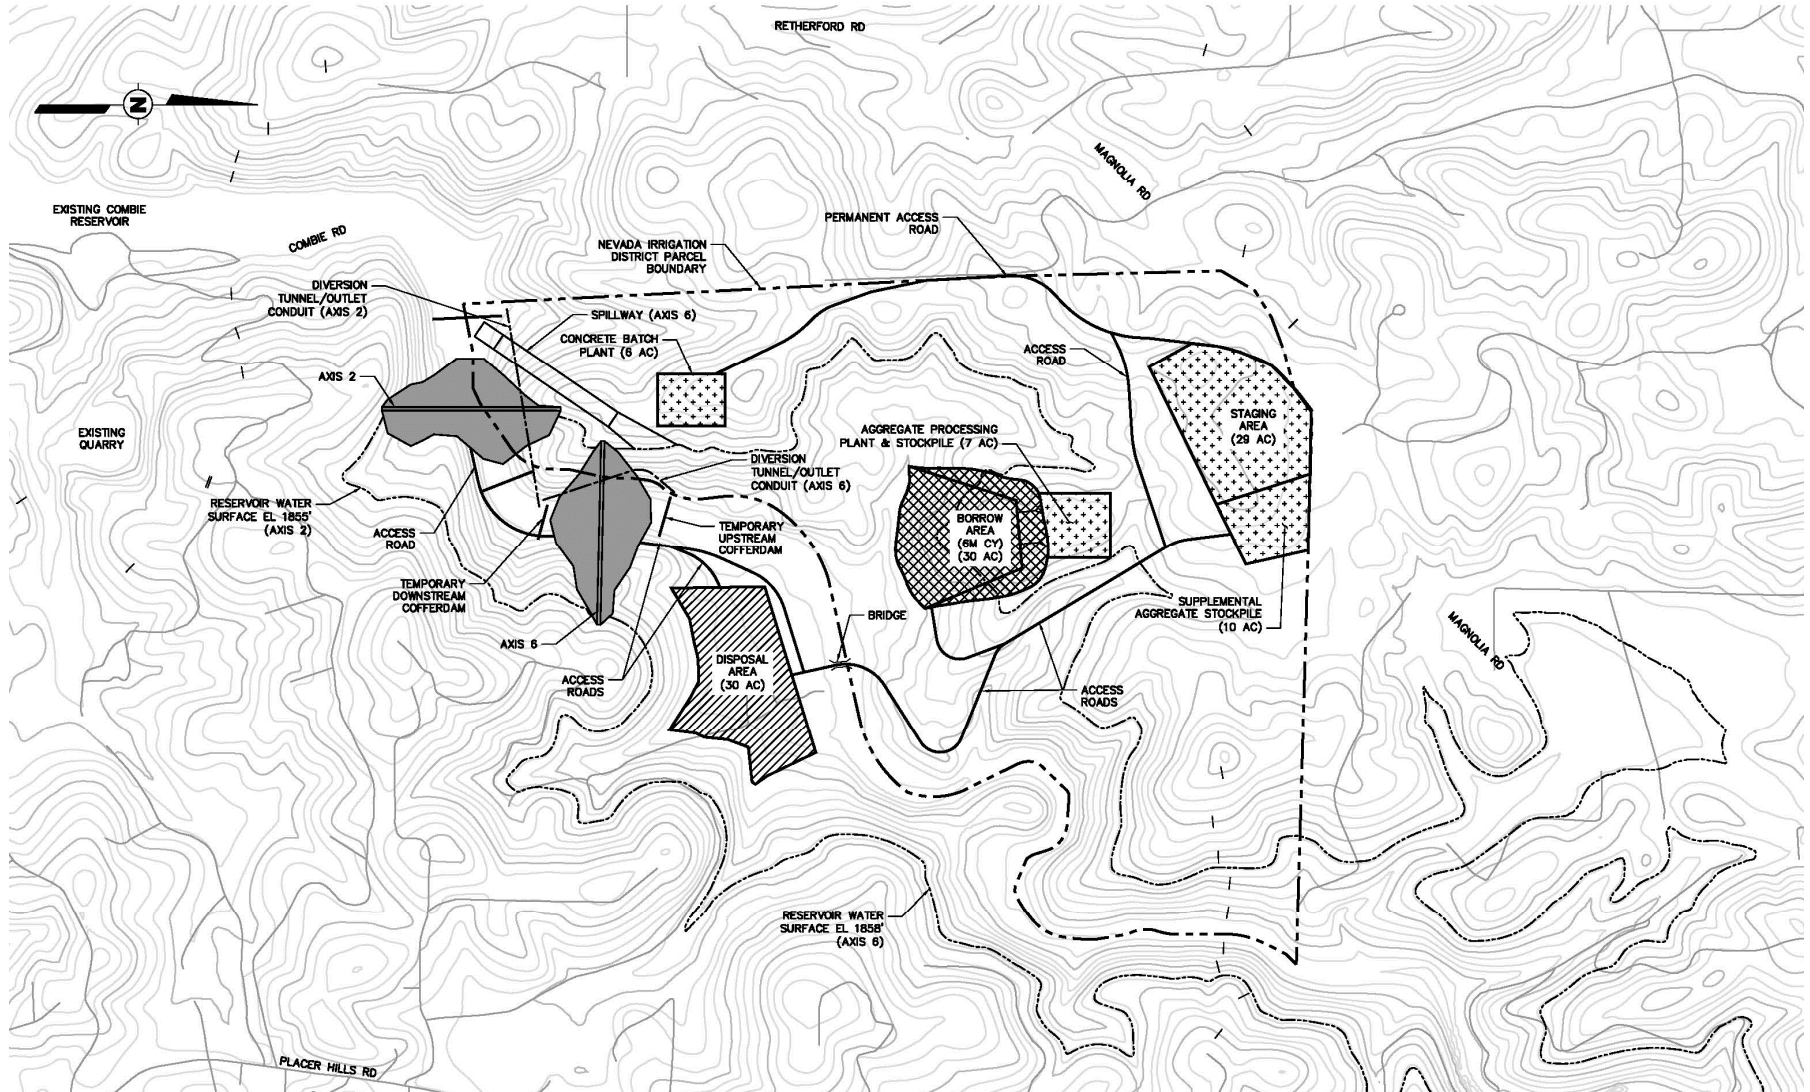 RETHERFORD RD
N
MAGNOLIA RD
EXISTING COMBIE
RESERVOIR
COMBIE RD
PERMANENT ACCESS
ROAD
NEVADA IRRIGATION
DISTRICT PARCEL
BOUNDARY
DIVERSION
TUNNEL/OUTLET
CONDUIT (AXIS 2)
SPILLWAY (AXIS 6)
CONCRETE BATCH
PLANT (6 AC)
ACCESS
ROAD
AXIS 2
STAGING
AREA
(29 AC)
EXISTING
QUARRY
AGGREGATE PROCESSING
PLANT & STOCKPILE (7 AC)
DIVERSION
TUNNEL/OUTLET
CONDUIT (AXIS 6)
RESERVOIR WATER
SURFACE EL 1855'
(AXIS 2)
ACCESS
ROAD
TEMPORARY
UPSTREAM
COFFERDAM
BORROW
AREA
(6M CY)
(30 AC)
TEMPORARY
DOWNSTREAM
COFFERDAM
BRIDGE
SUPPLEMENTAL
AGGREGATE STOCKPILE
(10 AC)
MAGNOLIA RD
AXIS 6
DISPOSAL
AREA
(30 AC)
ACCESS
ROADS
ACCESS
ROADS
RESERVOIR WATER
SURFACE EL 1858'
(AXIS 6)
PLACER HILLS RD